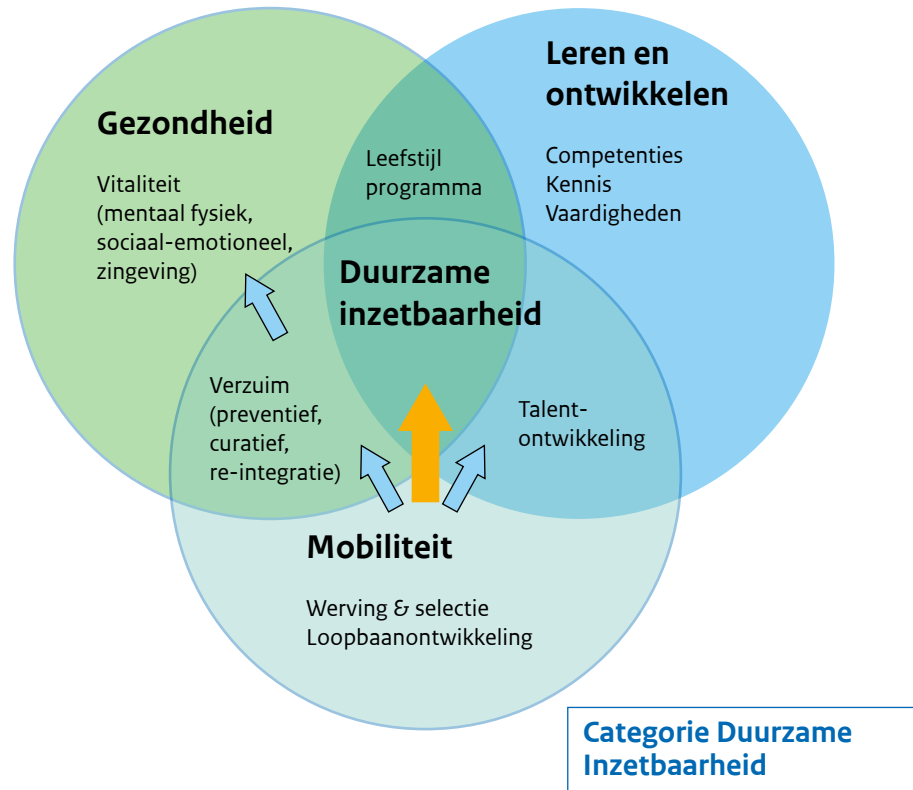 Gezondheid
Vitaliteit
(mentaal fysiek,
sociaal-emotioneel,
zingeving)
Leefstijl
programma
Leren en
ontwikkelen
Competenties
Kennis
Vaardigheden
Duurzame
inzetbaarheid
Verzuim
(preventief,
curatief,
re-integratie)
Talent-
ontwikkeling
Mobiliteit
Werving & selectie
Loopbaanontwikkeling
Categorie Duurzame
Inzetbaarheid